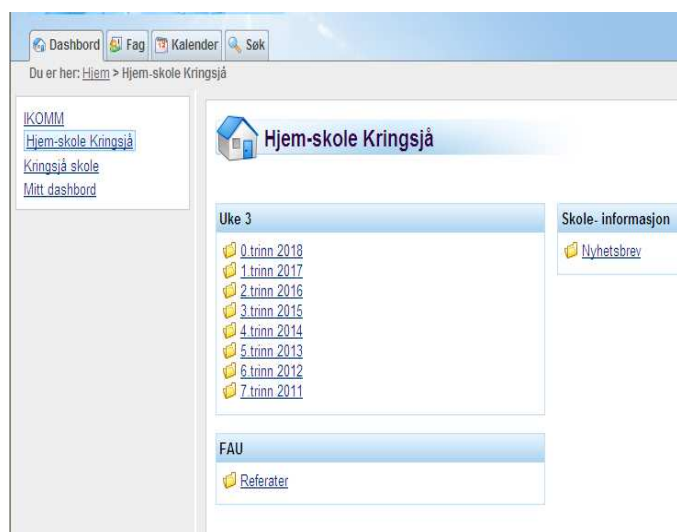 Dashbord Fag Kalender Søk
Du er her: Hjem > Hjem-skole Kringsjå
IKOMM
Hjem-skole Kringsjå
Kringsjå skole
Mitt dashbord
Hjem-skole Kringsjå
Uke 3
0.trinn 2018
1.trinn 2017
2.trinn 2016
3.trinn 2015
4.trinn 2014
5.trinn 2013
6.trinn 2012
7.trinn 2011
FAU
Referater
Skole- informasjon
Nyhetsbrev